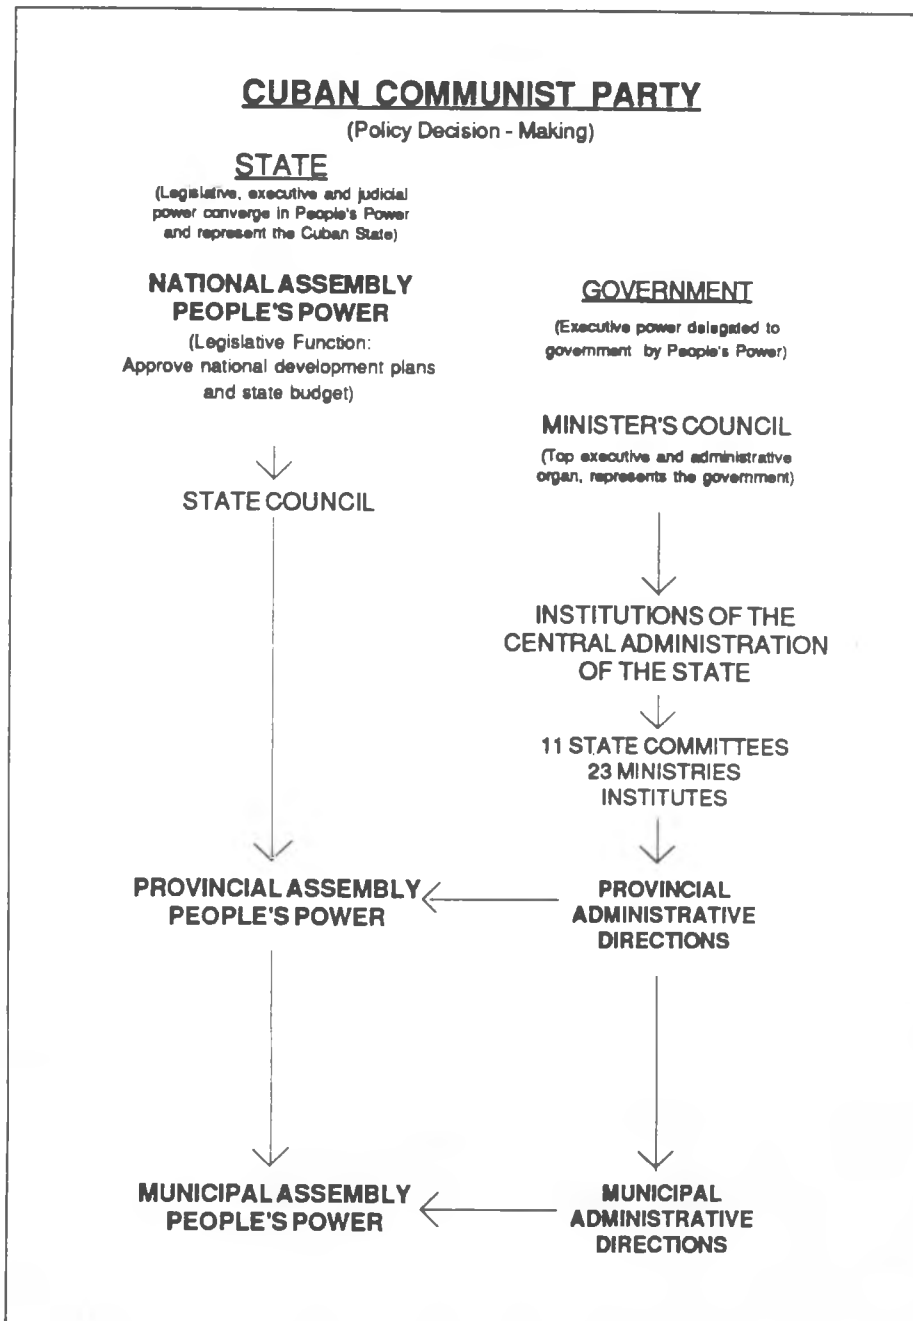 CUBAN COMMUNIST PARTY
(Policy Decision - Making)
STATE
(Legislative, executive and judicial
power converge in People's Power
and represent the Cuban State)
NATIONAL ASSEMBLY
PEOPLE'S POWER
(Legislative Function:
Approve national development plans
and state budget)
STATE COUNCIL
GOVERNMENT
(Executive power delegated to
government by People's Power)
MINISTER'S COUNCIL
(Top executive and administrative
organ, represents the government)
INSTITUTIONS OF THE
CENTRAL ADMINISTRATION
OF THE STATE
11 STATE COMMITTEES
23 MINISTRIES
INSTITUTES
PROVINCIAL ASSEMBLY
PEOPLE'S POWER
PROVINCIAL
ADMINISTRATIVE
DIRECTIONS
MUNICIPAL ASSEMBLY
PEOPLE'S POWER
MUNICIPAL
ADMINISTRATIVE
DIRECTIONS